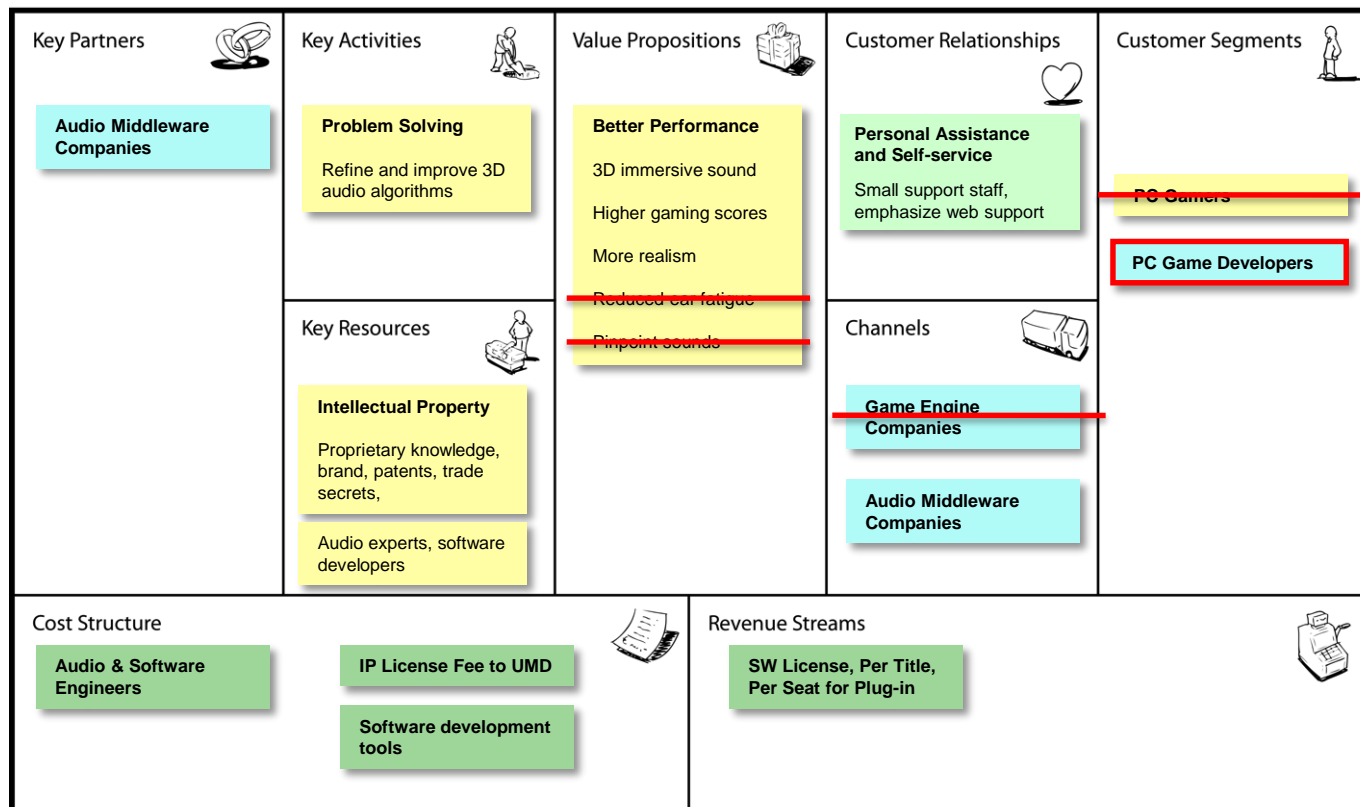 Key Partners
Audio Middleware
Companies
Key Activities
Problem Solving
Refine and improve 3D
audio algorithms
Key Resources
Intellectual Property
Proprietary knowledge,
brand, patents, trade
secrets,
Audio experts, software
developers
Value Propositions
Better Performance
3D immersive sound
Higher gaming scores
More realism
Reduced ear fatigue
Pinpoint sounds
Customer Relationships
Personal Assistance
and Self-service
Small support staff,
emphasize web support
Channels
Game Engine
Companies
Audio Middleware
Companies
Customer Segments
PC Gamers
PC Game Developers
Cost Structure
Audio & Software
Engineers
IP License Fee to UMD
Software development
tools
Revenue Streams
SW License, Per Title,
Per Seat for Plug-in